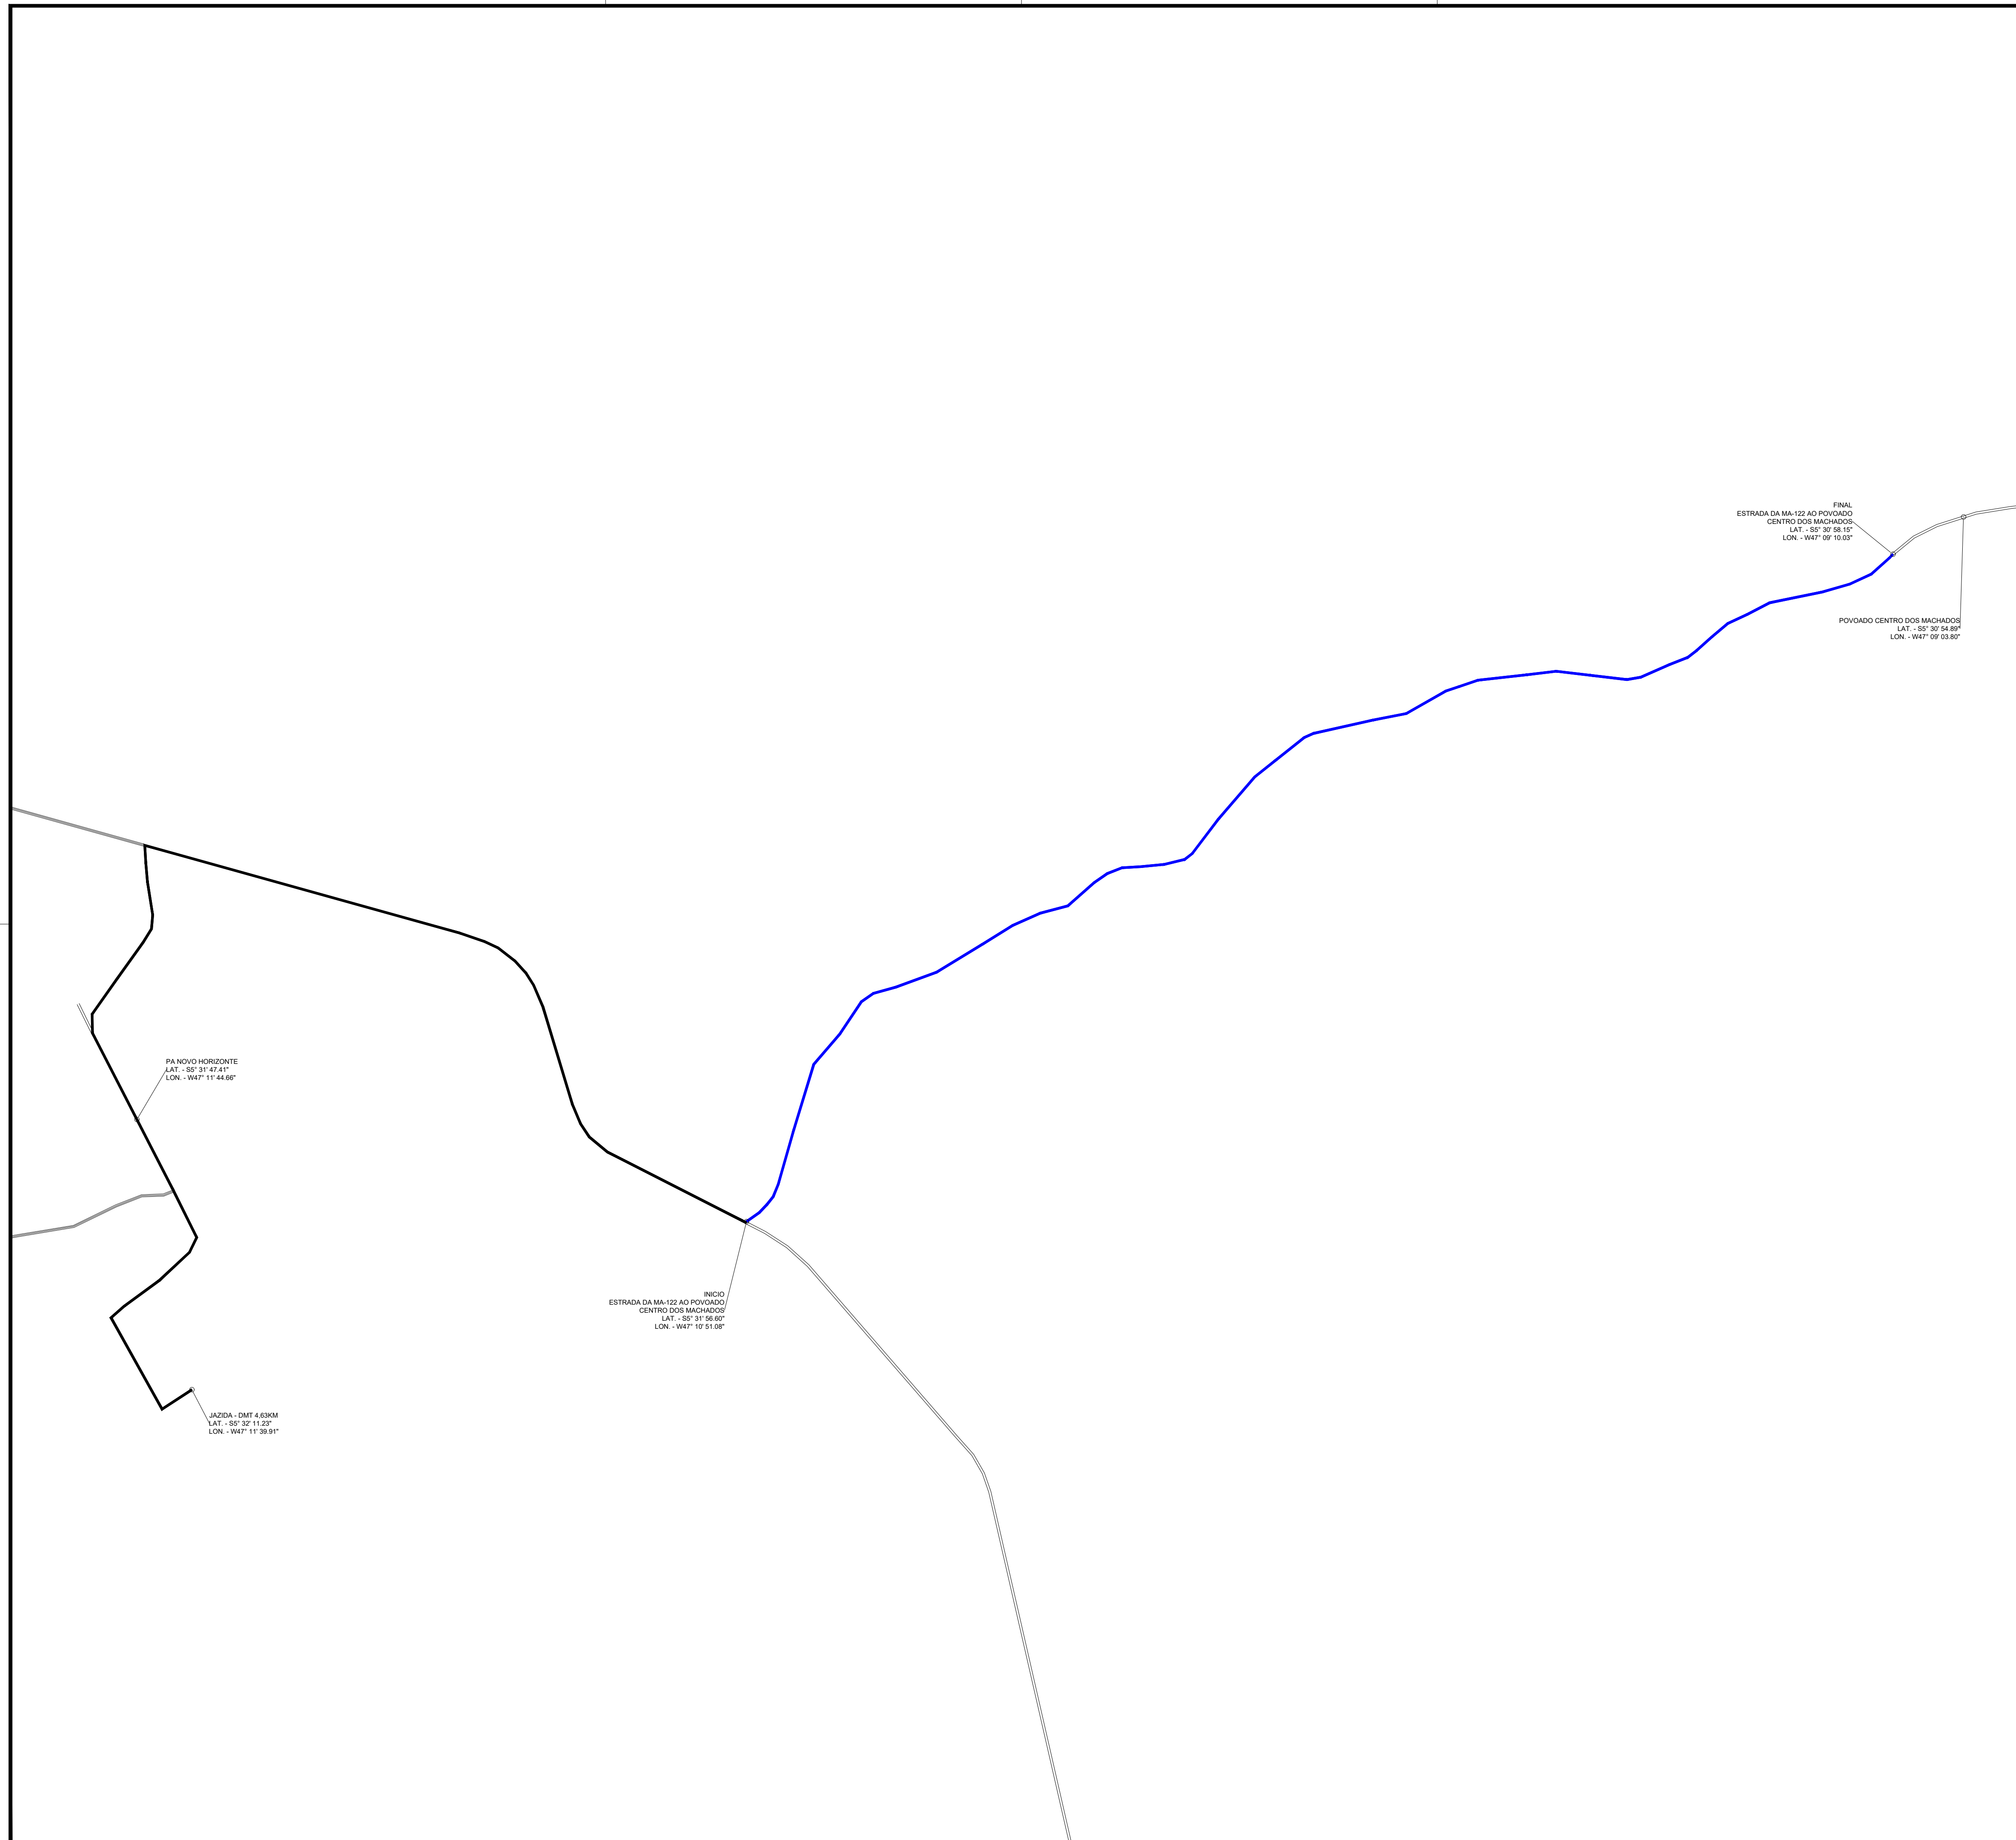 FINAL
ESTRADA DA MA-122 AO POVOADO
CENTRO DOS MACHADOS
LAT. - S5° 30' 58.15"
LON. - W47° 09' 10.03"
POVOADO CENTRO DOS MACHADOS
LAT. - S5° 30' 54.89"
LON. - W47° 09' 03.80"
PA NOVO HORIZONTE
LAT. - S5° 31' 47.41"
LON. - W47° 11' 44.66"
INICIO
ESTRADA DA MA-122 AO POVOADO
CENTRO DOS MACHADOS
LAT. - S5° 31' 56.60"
LON. - W47° 10' 51.08"
JAZIDA - DMT 4,63KM
LAT. - S5° 32' 11.23"
LON. - W47° 11' 39.91"